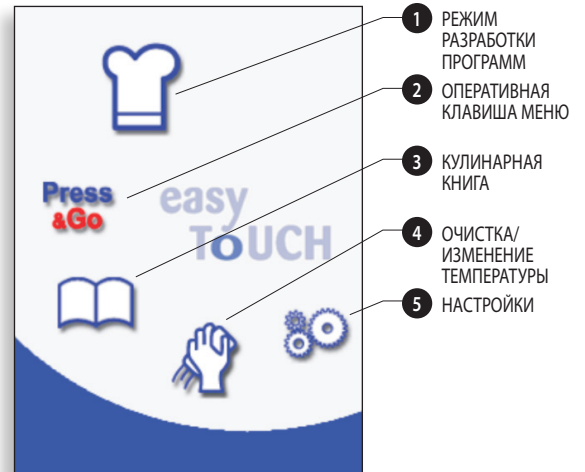 1 РЕЖИМ
РАЗРАБОТКИ
ПРОГРАММ
2 ОПЕРАТИВНАЯ
КЛАВИША МЕНЮ
3 КУЛИНАРНАЯ
КНИГА
4 ОЧИСТКА/
ИЗМЕНЕНИЕ
ТЕМПЕРАТУРЫ
5 НАСТРОЙКИ
Press
&Go
easy
ToUCH